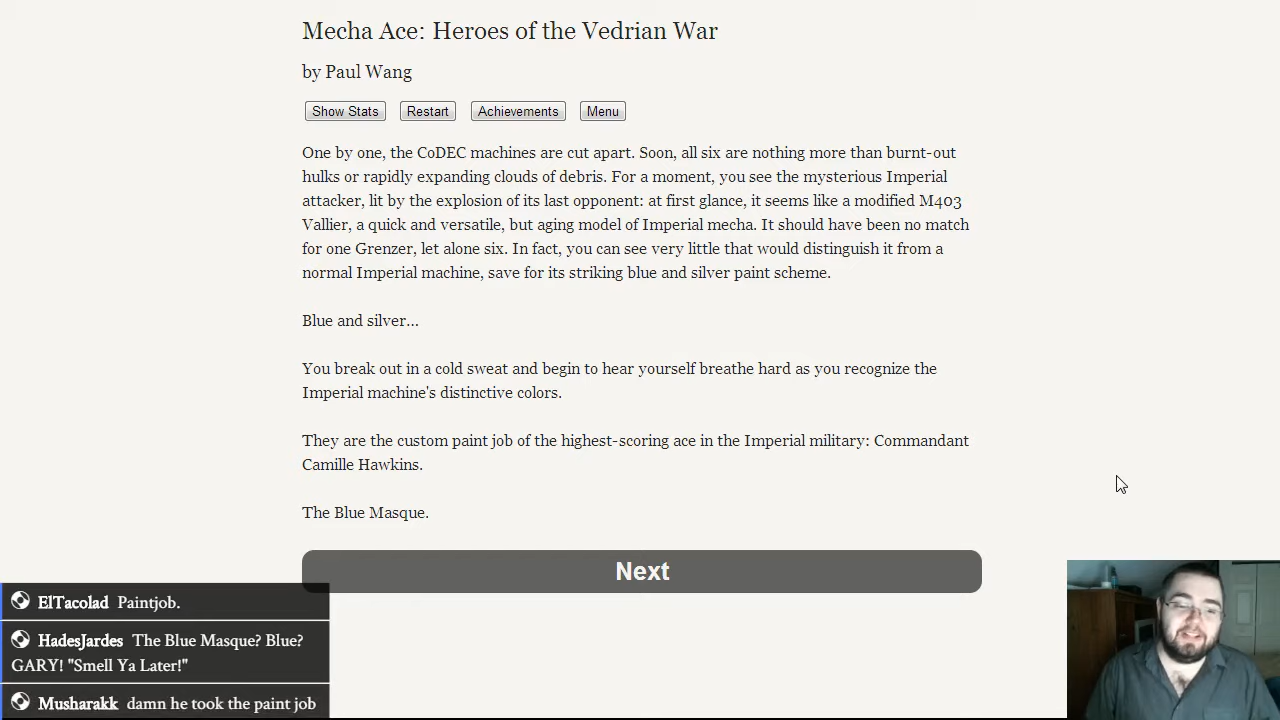 Mecha Ace: Heroes of the Vedrian War
by Paul Wang
Show Stats Restart Achievements Menu
One by one, the CoDEC machines are cut apart. Soon, all six are nothing more than burnt-out
hulks or rapidly expanding clouds of debris. For a moment, you see the mysterious Imperial
attacker, lit by the explosion of its last opponent: at first glance, it seems like a modified M403
Vallier, a quick and versatile, but aging model of Imperial mecha. It should have been no match
for one Grenzer, let alone six. In fact, you can see very little that would distinguish it from a
normal Imperial machine, save for its striking blue and silver paint scheme.
Blue and silver...
You break out in a cold sweat and begin to hear yourself breathe hard as you recognize the
Imperial machine's distinctive colors.
They are the custom paint job of the highest-scoring ace in the Imperial military: Commandant
Camille Hawkins.
The Blue Masque.
Next
ElTacolad Paintjob.
HadesJardes The Blue Masque? Blue?
GARY! "Smell Ya Later!"
Musharakk damn he took the paint job